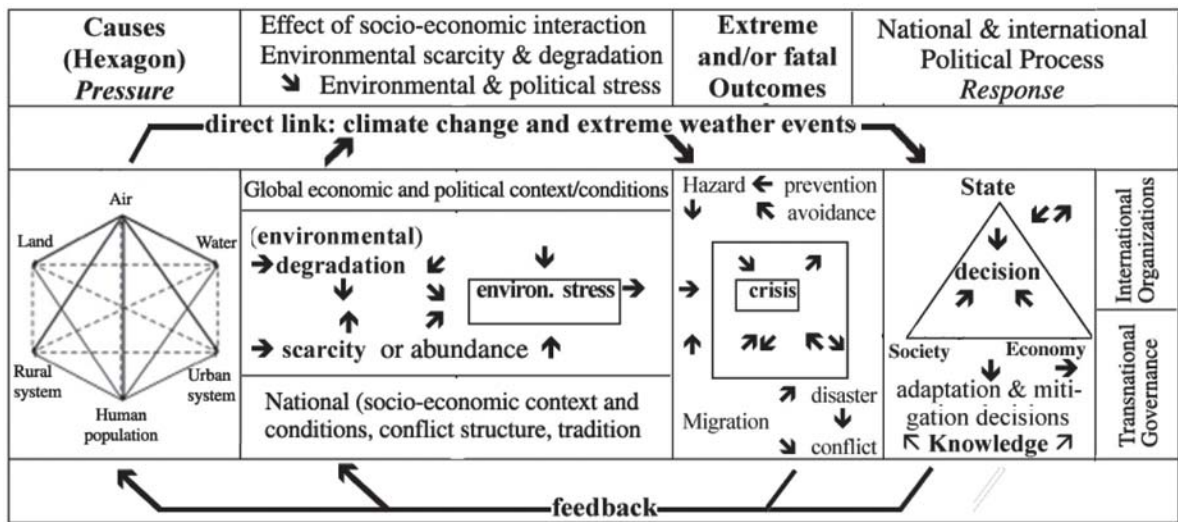 Causes
(Hexagon)
Pressure
Effect of socio-economic interaction
Environmental scarcity & degradation
Environmental & political stress
Extreme
and/or fatal
Outcomes
National & international
Political Process
Response
direct link: climate change and extreme weather events
Air
Land
Water
Rural
system
Urban
system
Human
population
Global economic and political context/conditions
(environmental)
degradation
environ. stress
scarcity or abundance
National (socio-economic context and
conditions, conflict structure, tradition
Hazard
prevention
avoidance
crisis
disaster
Migration
conflict
State
decision
Society
Economy
adaptation & miti-
gation decisions
Knowledge
International
Organizations
Transnational
Governance
feedback